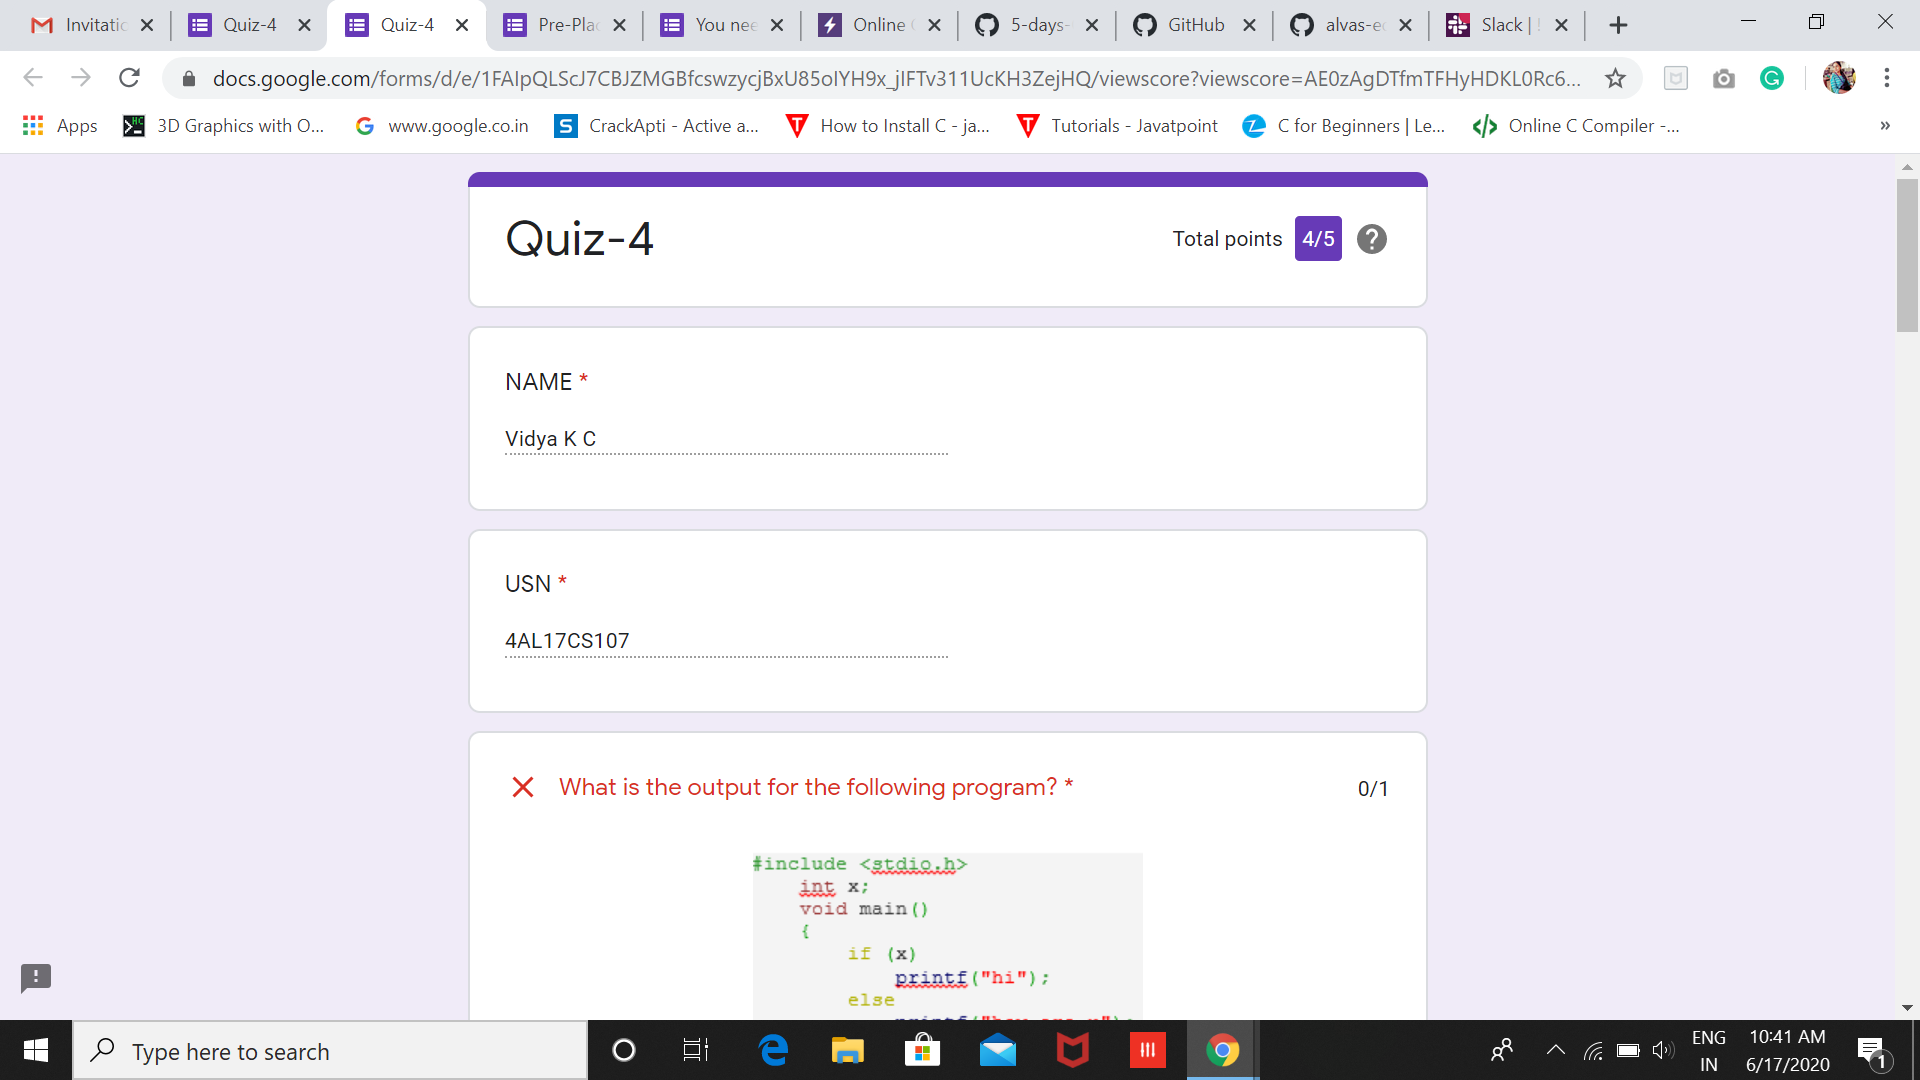 Invitatio
Quiz-4
Quiz-4
Pre-Plac
You nee
Online
5-days-
GitHub
alvas-ed
Slack |
docs.google.com/forms/d/e/1FAIpQLScJ7CBJZMGBfcswzycjBxU85oIYH9x_jIFTv311UcKH3ZejHQ/viewscore?viewscore=AE0zAgDTfmTFHyHDKL0Rc6...
Apps
3D Graphics with O...
www.google.co.in
CrackApti - Active a...
How to Install C - ja...
Tutorials - Javatpoint
C for Beginners | Le...
Online C Compiler -...
»
Quiz-4
Total points 4/5
NAME *
Vidya K C
USN *
4AL17CS107
What is the output for the following program? *
0/1
#include <stdio.h>
int x;
void main()
{
if (x)
printf("hi");
else
Type here to search
ENG
IN
10:41 AM
6/17/2020
1